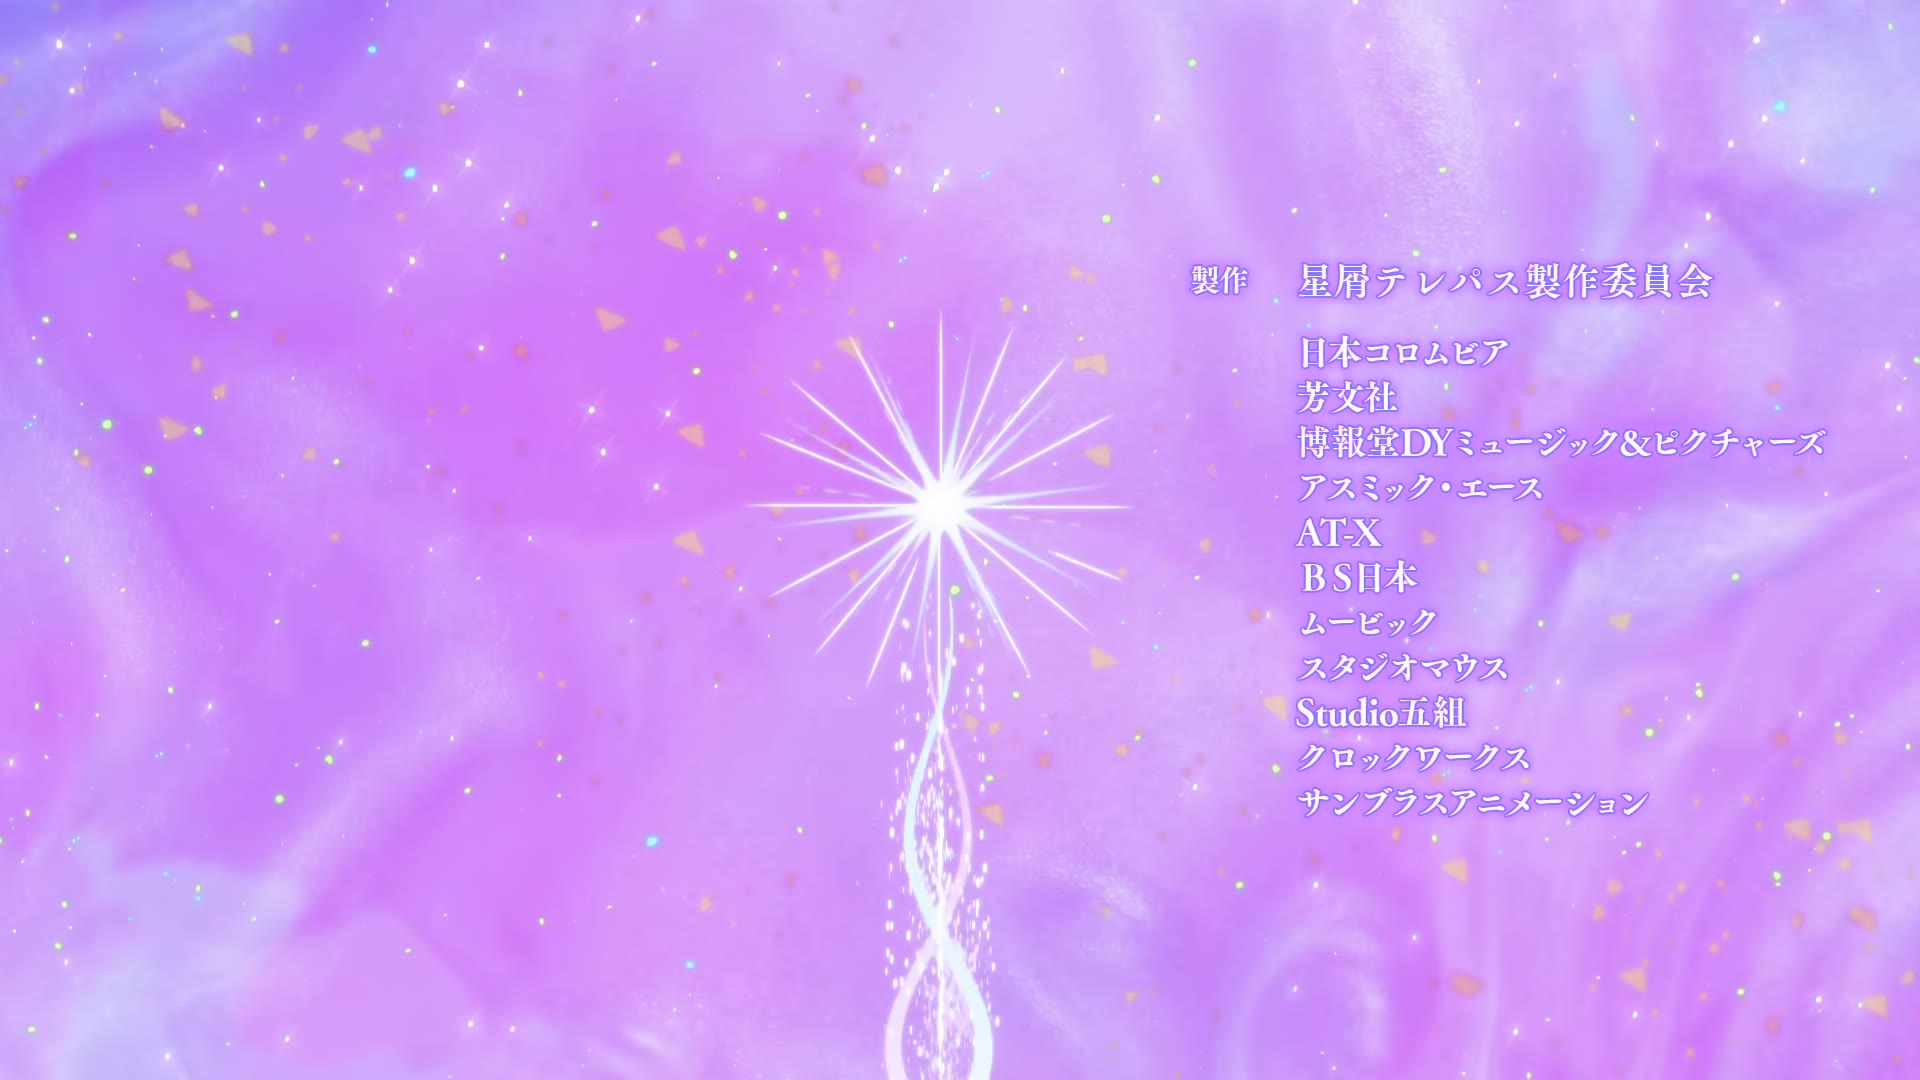 製作 星屑テレパス製作委員会
日本コロムビア
芳文社
博報堂DYミュージック&ピクチャーズ
アスミック・エース
AT-X
ＢＳ日本
ムービック
スタジオマウス
Studio五組
クロックワークス
サンブラスアニメーション